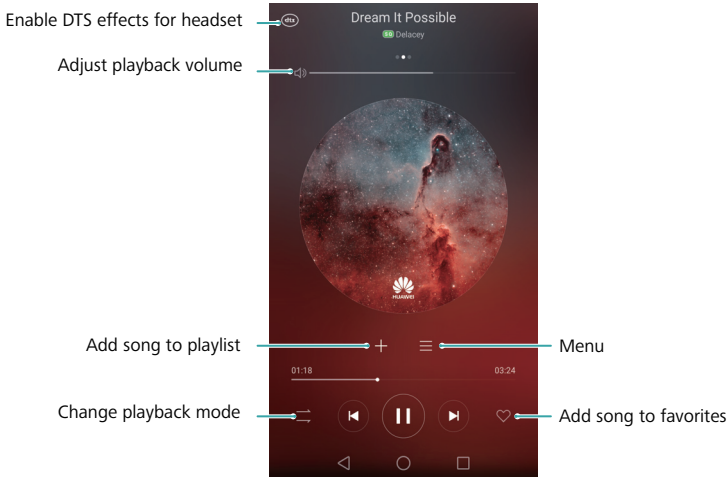 Enable DTS effects for headset
dts
Dream It Possible
Delacey
Adjust playback volume
HUAWEI
Add song to playlist
Menu
01:18
03:24
Change playback mode
Add song to favorites